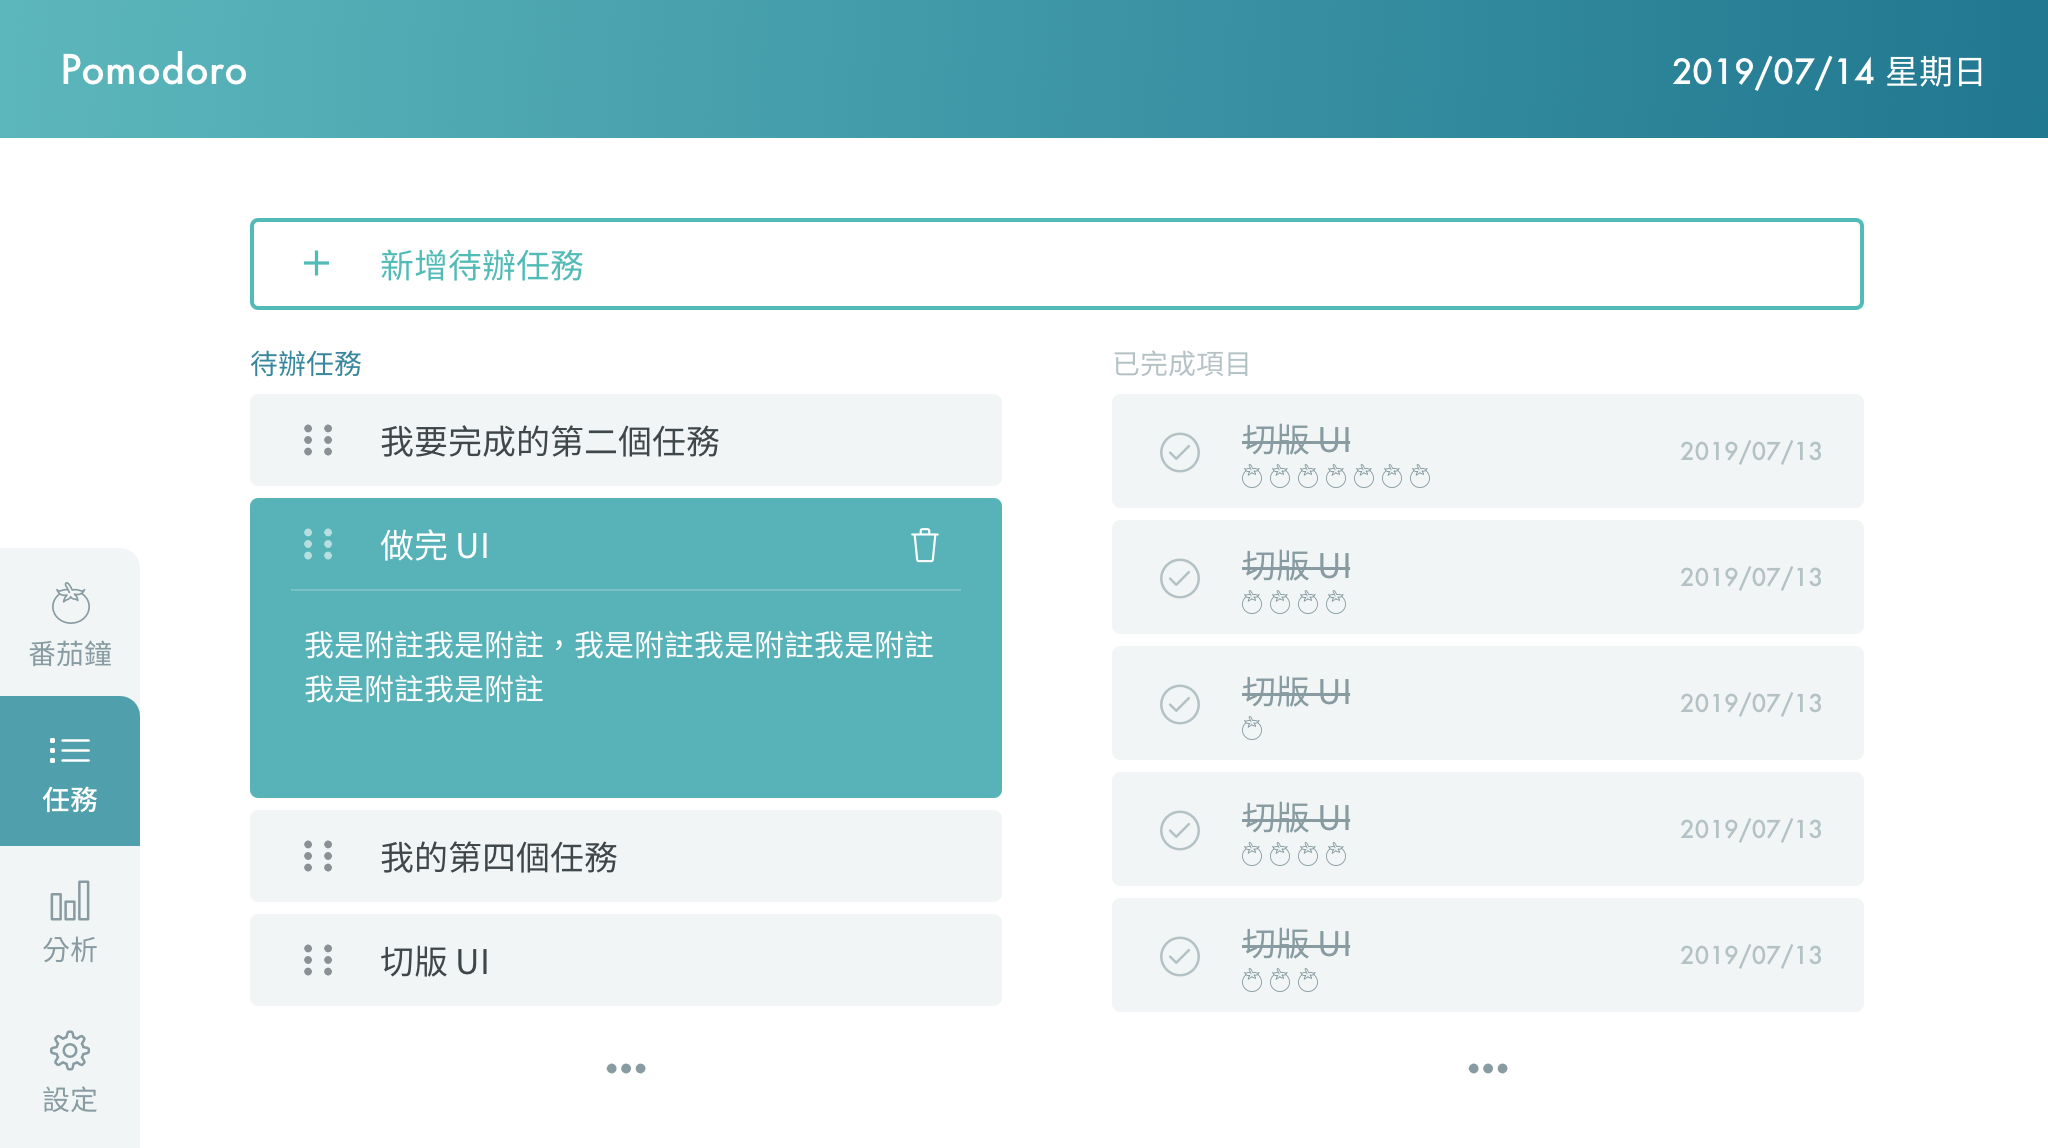 Pomodoro
2019/07/14 星期日
新增待辦任務
待辦任務
我要完成的第二個任務
做完 UI
我是附註我是附註，我是附註我是附註我是附註
我是附註我是附註
我的第四個任務
切版 UI
已完成項目
切版 UI
2019/07/13
切版 UI
2019/07/13
切版 UI
2019/07/13
切版 UI
2019/07/13
切版 UI
2019/07/13
番茄鐘
任務
分析
設定